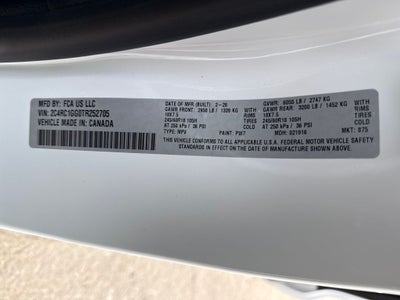 MFD BY: FCA US LLC
VIN: 2C4RC1GG0TR252705
VEHICLE MADE IN: CANADA
DATE OF MFR (BUILT): 2-26
GAWR FRONT: 2950 LB / 1339 KG WITH
18X7.5 RIMS
245/60R18 105H TIRES
AT 250 kPa / 36 PSI COLD
TYPE: MPV PAINT: PW7
GVWR: 6055 LB / 2747 KG
GAWR REAR: 3200 LB / 1452 KG WITH
18X7.5 RIMS
245/60R18 105H TIRES
AT 250 kPa / 36 PSI COLD
MDH: 021916 MKT: 875
THIS VEHICLE CONFORMS TO ALL APPLICABLE FEDERAL MOTOR VEHICLE SAFETY
STANDARDS IN EFFECT ON THE DATE OF MANUFACTURE SHOWN ABOVE.